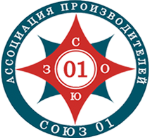 АССОЦИАЦИЯ ПРОИЗВОДИТЕЛЕЙ
С
З 01 О
Ю
СОЮЗ 01